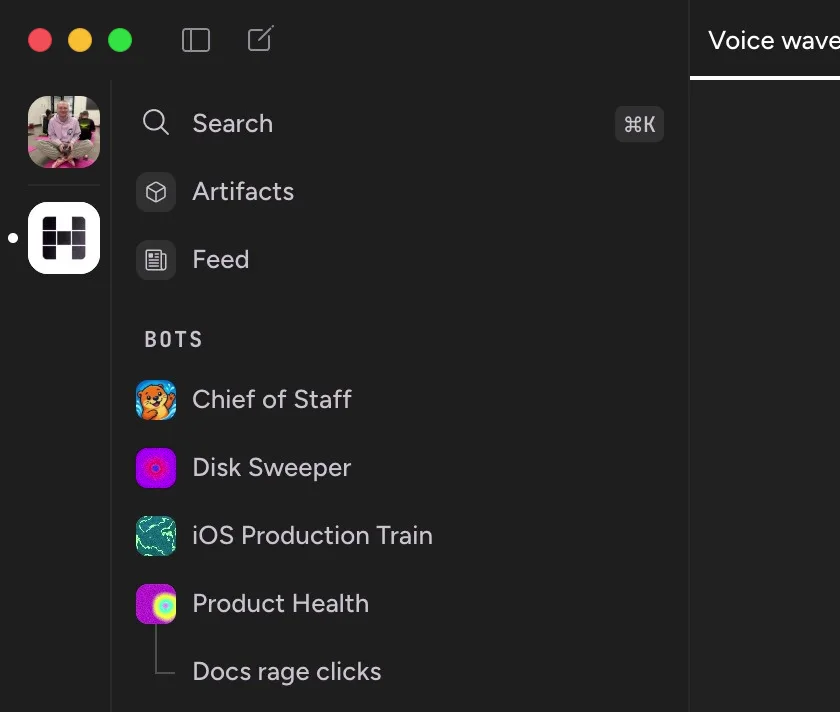 Voice wave
Search ⌘K
Artifacts
Feed
BOTS
Chief of Staff
Disk Sweeper
iOS Production Train
Product Health
Docs rage clicks